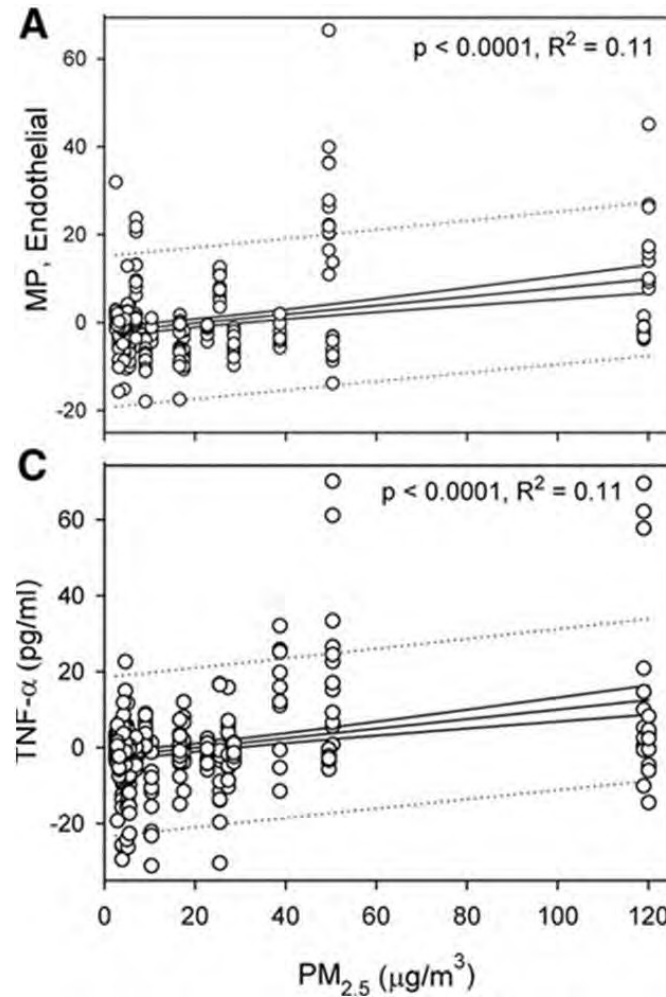 A
p < 0.0001, R² = 0.11
MP, Endothelial
60
40
20
0
-20
C
p < 0.0001, R² = 0.11
TNF-α (pg/ml)
60
40
20
0
-20
0 20 40 60 80 100 120
PM₂.₅ (μg/m³)